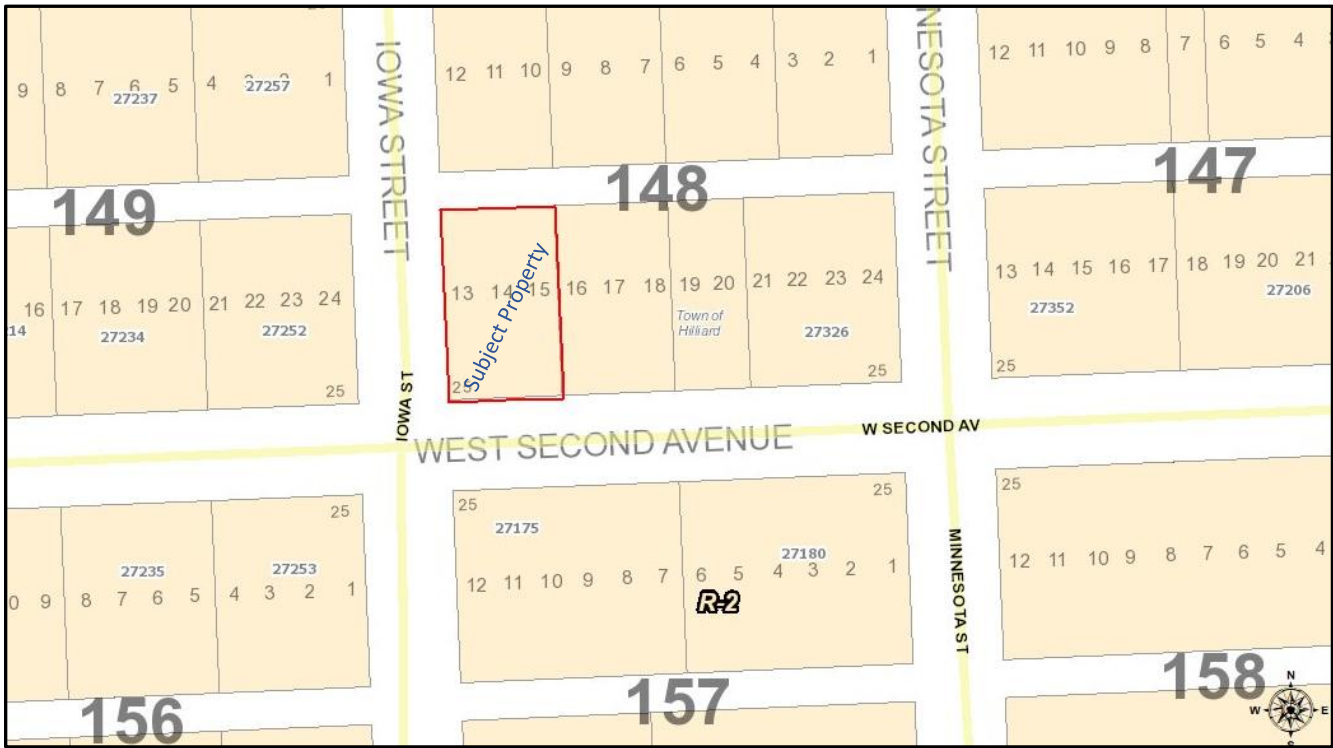 9 8 7 6 5 4 2 1
27237
27257
IOWA STREET
12 11 10 9 8 7 6 5 4 3 2 1
NESOTA STREET
12 11 10 9 8 7 6 5 4
149
148
147
16 17 18 19 20 21 22 23 24
14
27234
27252
25
13 14 15 16 17 18 19 20 21 22 23 24
Subject Property
25
Town of
Hilliard
27326
25
13 14 15 16 17 18 19 20 21
27352
27206
25
IOWA ST
WEST SECOND AVENUE
W SECOND AV
25
27235
27253
0 9 8 7 6 5 4 3 2 1
25
27175
25
27180
12 11 10 9 8 7 6 5 4 3 2 1
R-2
MINNESOTA ST
25
12 11 10 9 8 7 6 5 4
156
157
158
N
W E
S